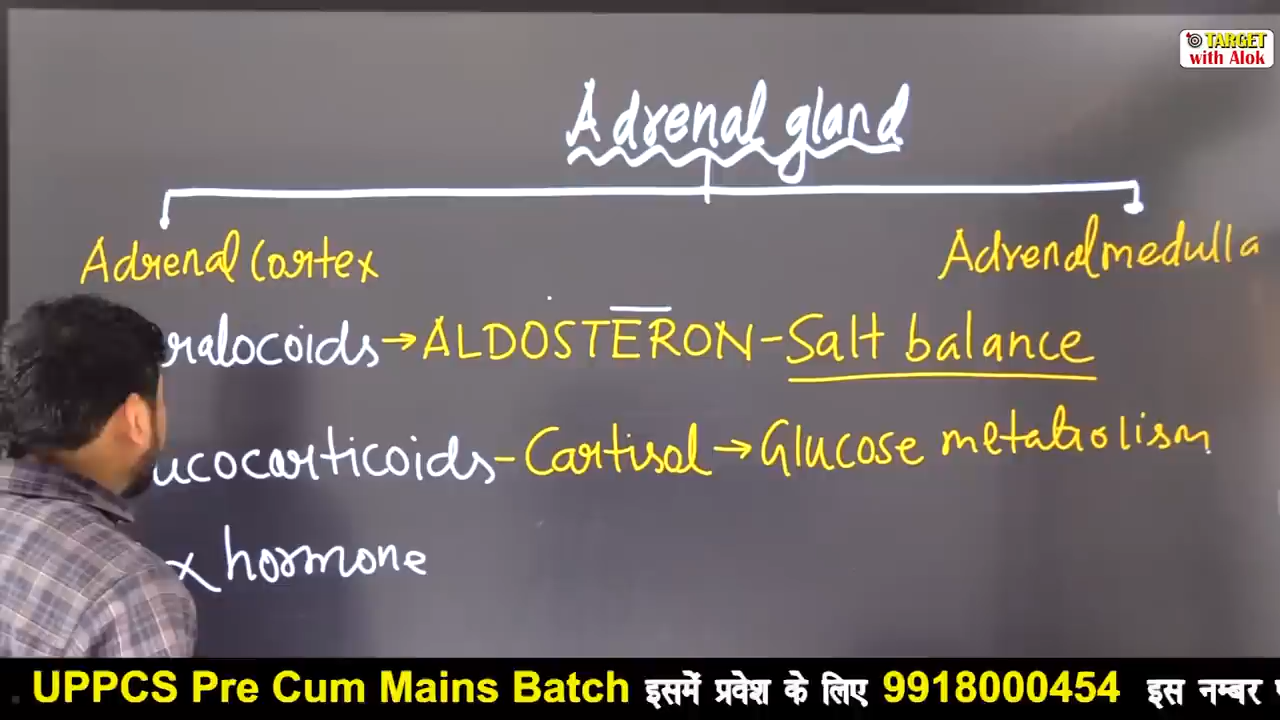 TARGET
with Alok
Adrenal gland
Adrenal Cortex
Adrenal medulla
ralocoids→ALDOSTERON-Salt balance
ucocorticoids-Cortisol→Glucose metabolism
x hormone
UPPCS Pre Cum Mains Batch इसमें प्रवेश के लिए 9918000454 इस नम्बर